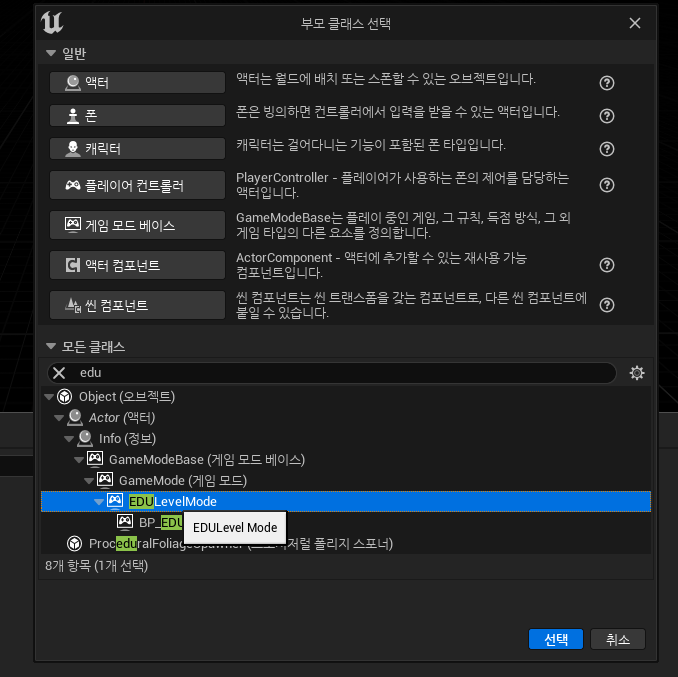 부모 클래스 선택
일반
액터
액터는 월드에 배치 또는 스폰할 수 있는 오브젝트입니다.
폰
폰은 빙의하면 컨트롤러에서 입력을 받을 수 있는 액터입니다.
캐릭터
캐릭터는 걸어다니는 기능이 포함된 폰 타입입니다.
플레이어 컨트롤러
PlayerController - 플레이어가 사용하는 폰의 제어를 담당하는
액터입니다.
게임 모드 베이스
GameModeBase는 플레이 중인 게임, 그 규칙, 득점 방식, 그 외
게임 타입의 다른 요소를 정의합니다.
액터 컴포넌트
ActorComponent - 액터에 추가할 수 있는 재사용 가능
컴포넌트입니다.
씬 컴포넌트
씬 컴포넌트는 씬 트랜스폼을 갖는 컴포넌트로, 다른 씬 컴포넌트에
붙일 수 있습니다.
모든 클래스
edu
Object (오브젝트)
Actor (액터)
Info (정보)
GameModeBase (게임 모드 베이스)
GameMode (게임 모드)
EDULevelMode
BP_EDU
EDULevel Mode
ProceduralFoliageSpawner (프로시저럴 폴리지 스포너)
8개 항목 (1개 선택)
선택
취소